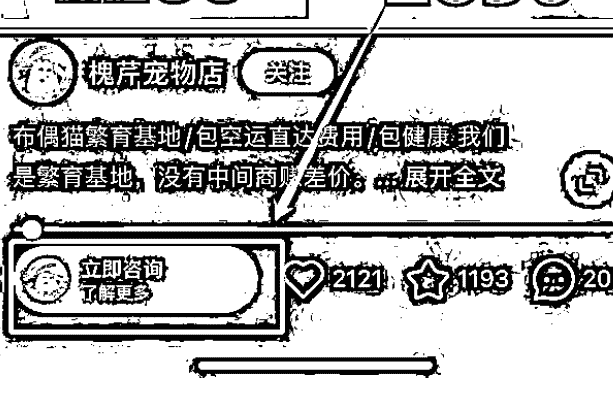 槐芹宠物店 关注
布偶猫繁育基地/包空运直达费用/包健康 我们
是繁育基地，没有中间商赚差价。... 展开全文
立即咨询
了解更多
2121 1193 20